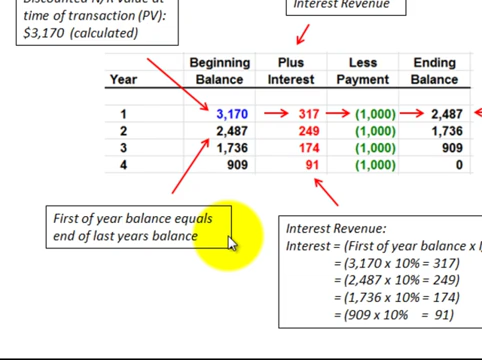 Discounted N/R value at
time of transaction (PV):
$3,170 (calculated)
Interest Revenue
Beginning Plus Less Ending
Year Balance Interest Payment Balance
1 3,170 317 (1,000) 2,487
2 2,487 249 (1,000) 1,736
3 1,736 174 (1,000) 909
4 909 91 (1,000) 0
First of year balance equals
end of last years balance
Interest Revenue:
Interest = (First of year balance x
= (3,170 x 10% = 317)
= (2,487 x 10% = 249)
= (1,736 x 10% = 174)
= (909 x 10% = 91)